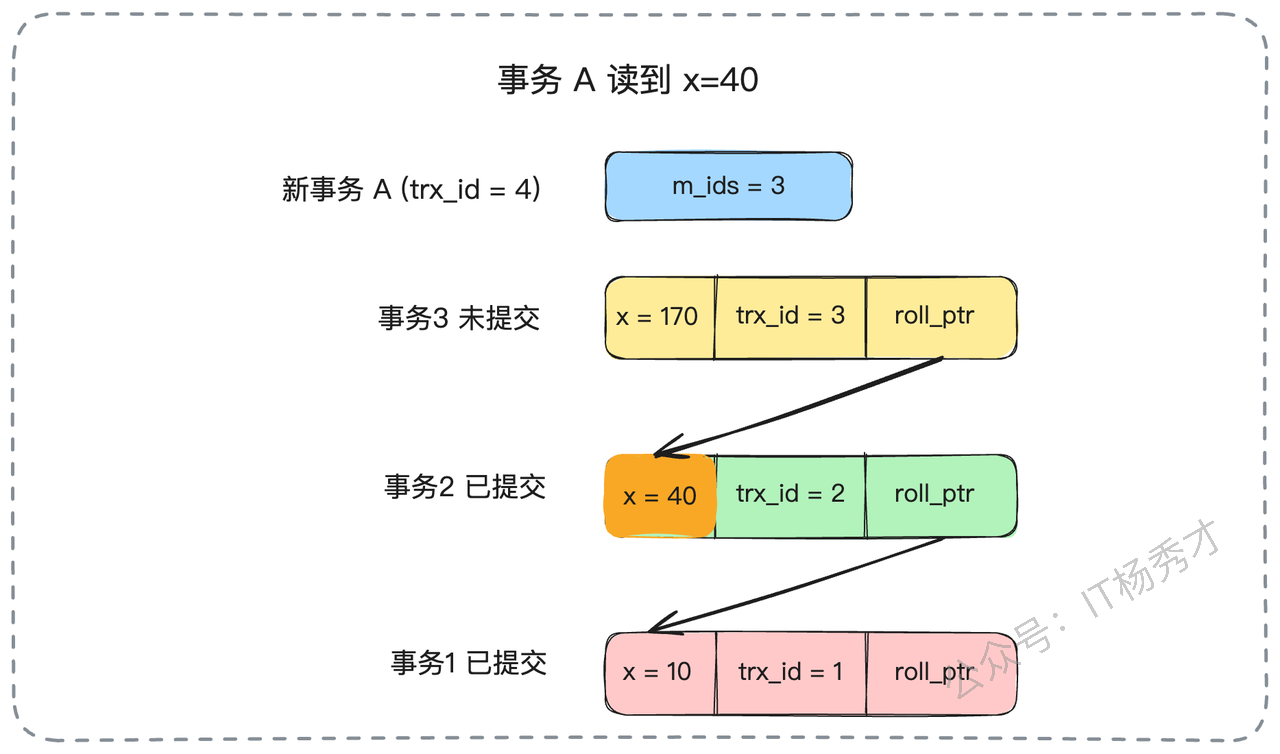 事务 A 读到 x=40
新事务 A (trx_id = 4)
m_ids = 3
事务3 未提交
x = 170
trx_id = 3
roll_ptr
事务2 已提交
x = 40
trx_id = 2
roll_ptr
事务1 已提交
x = 10
trx_id = 1
roll_ptr
公众号：IT杨秀才